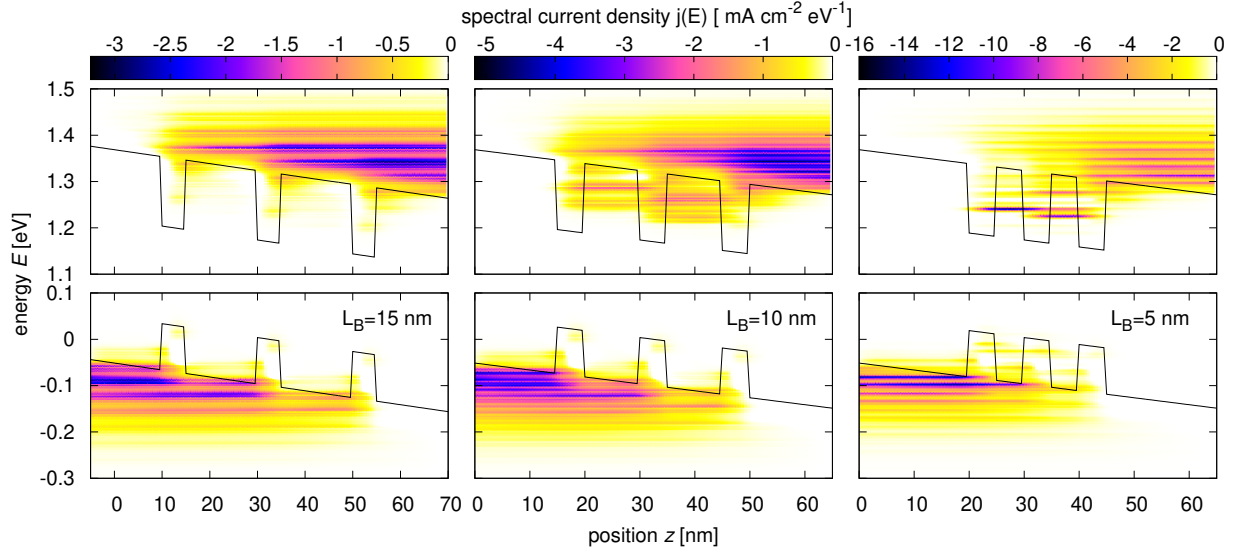 spectral current density j(E) [ mA cm-2 eV-1]
-3 -2.5 -2 -1.5 -1 -0.5 0
-5 -4 -3 -2 -1 0
-16 -14 -12 -10 -8 -6 -4 -2 0
1.5
1.4
1.3
1.2
1.1
energy E [eV]
0.1
0
-0.1
-0.2
-0.3
L_B=15 nm
L_B=10 nm
L_B=5 nm
0 10 20 30 40 50 60 70
0 10 20 30 40 50 60
0 10 20 30 40 50 60
position z [nm]